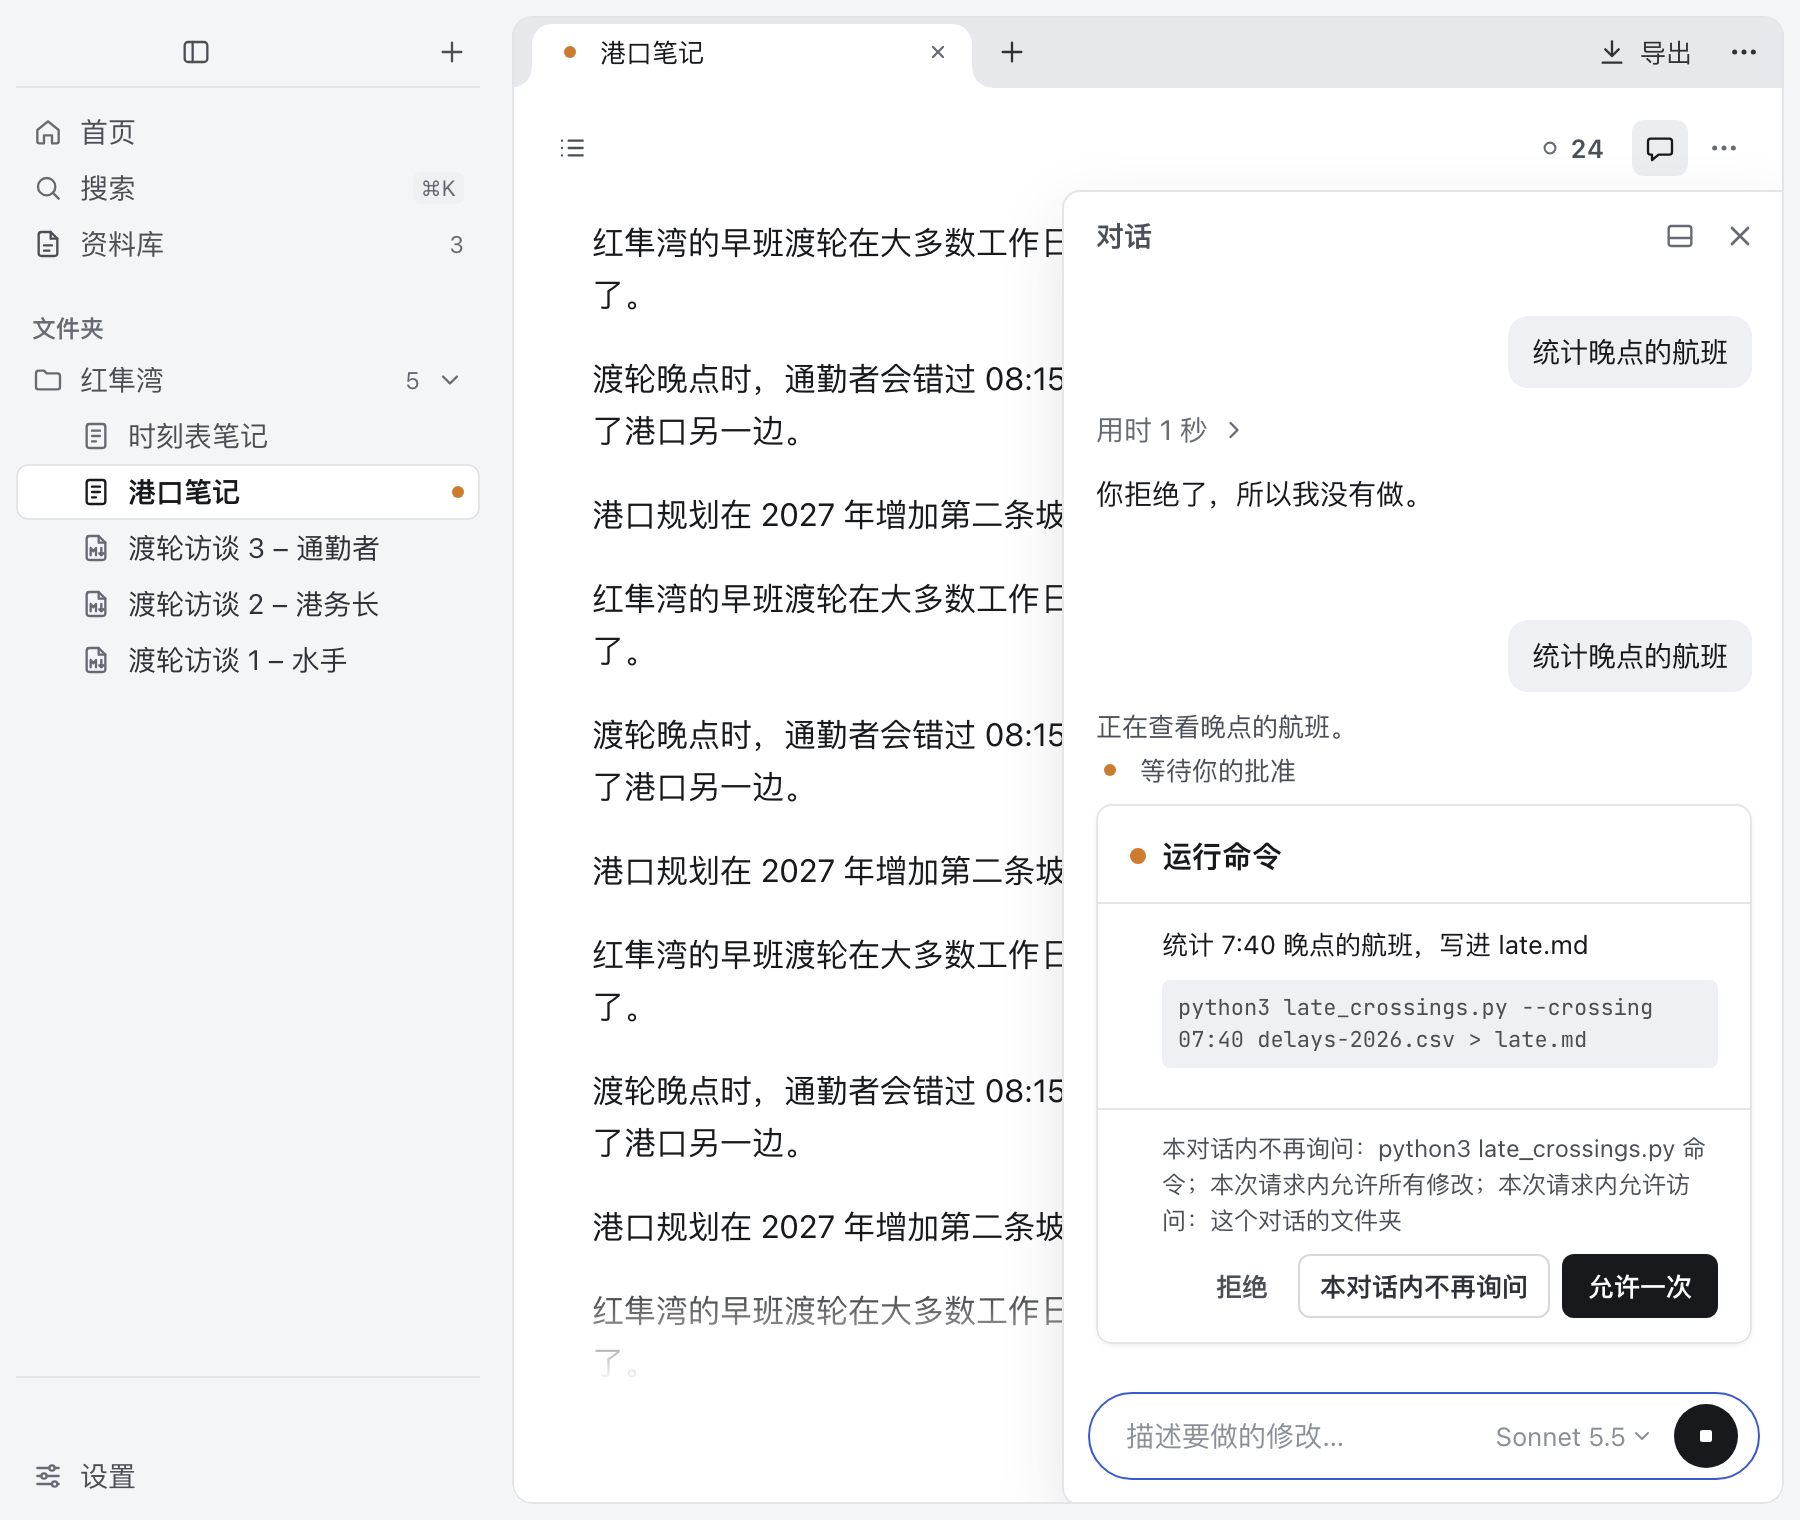 首页
搜索
⌘K
资料库
3
文件夹
红隼湾
5
时刻表笔记
港口笔记
渡轮访谈 3 – 通勤者
渡轮访谈 2 – 港务长
渡轮访谈 1 – 水手
设置
港口笔记
导出
24
红隼湾的早班渡轮在大多数工作日
了。
渡轮晚点时，通勤者会错过 08:15
了港口另一边。
港口规划在 2027 年增加第二条坡
红隼湾的早班渡轮在大多数工作日
了。
渡轮晚点时，通勤者会错过 08:15
了港口另一边。
港口规划在 2027 年增加第二条坡
红隼湾的早班渡轮在大多数工作日
了。
渡轮晚点时，通勤者会错过 08:15
了港口另一边。
港口规划在 2027 年增加第二条坡
红隼湾的早班渡轮在大多数工作日
了。
对话
统计晚点的航班
用时 1 秒
你拒绝了，所以我没有做。
统计晚点的航班
正在查看晚点的航班。
等待你的批准
运行命令
统计 7:40 晚点的航班，写进 late.md
python3 late_crossings.py --crossing
07:40 delays-2026.csv > late.md
本对话内不再询问：python3 late_crossings.py 命
令；本次请求内允许所有修改；本次请求内允许访
问：这个对话的文件夹
拒绝
本对话内不再询问
允许一次
描述要做的修改...
Sonnet 5.5